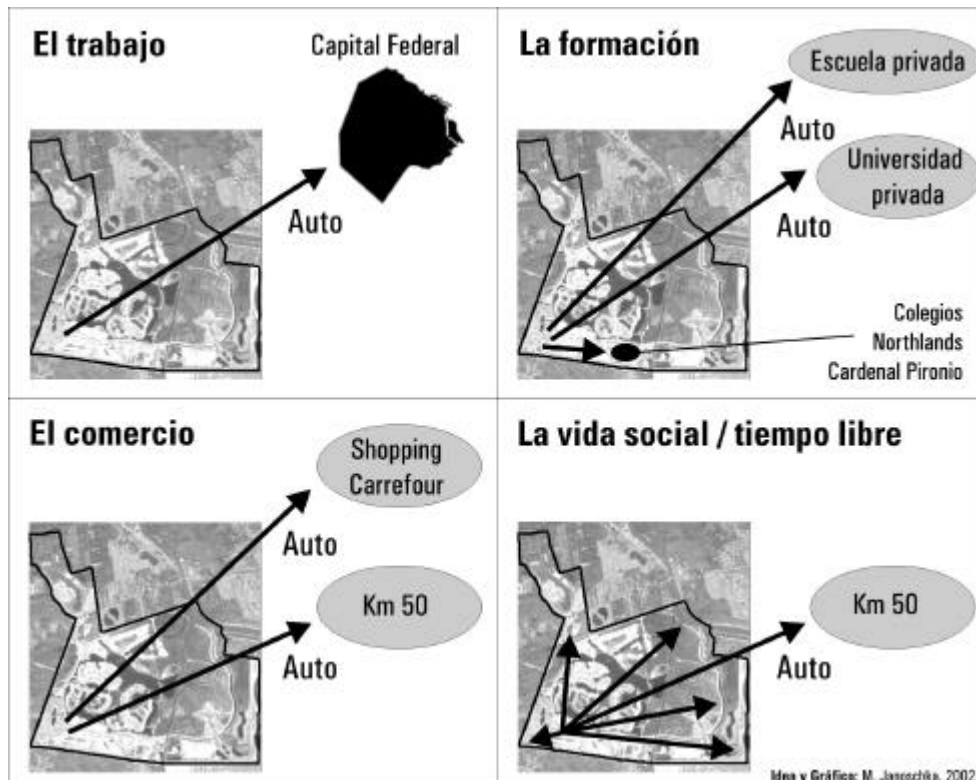 El trabajo
Capital Federal
Auto
La formación
Escuela privada
Auto
Universidad
privada
Auto
Colegios
Northlands
Cardenal Pironio
El comercio
Shopping
Carrefour
Auto
Km 50
Auto
La vida social / tiempo libre
Km 50
Auto
Idea y Gráfico: M. Janoschka, 2002